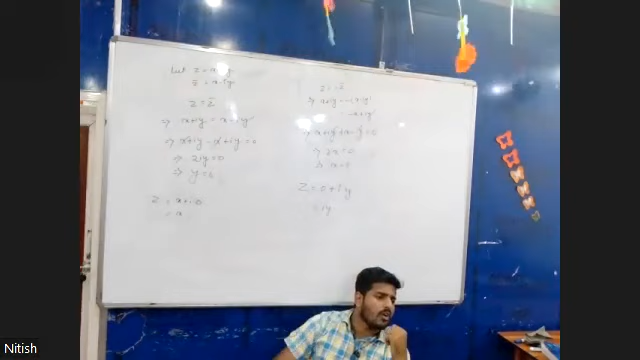 Let z = x+iy
z̄ = x-iy
z = z̄
⇒ x+iy = x-iy
⇒ x+iy-x+iy=0
⇒ 2iy=0
⇒ y=0
z = x+i0
= x
z = -z̄
⇒ x+iy = -(x-iy)
= -x+iy
⇒ x+iy+x-iy=0
⇒ 2x=0
⇒ x=0
z = 0+iy
= iy
Nitish